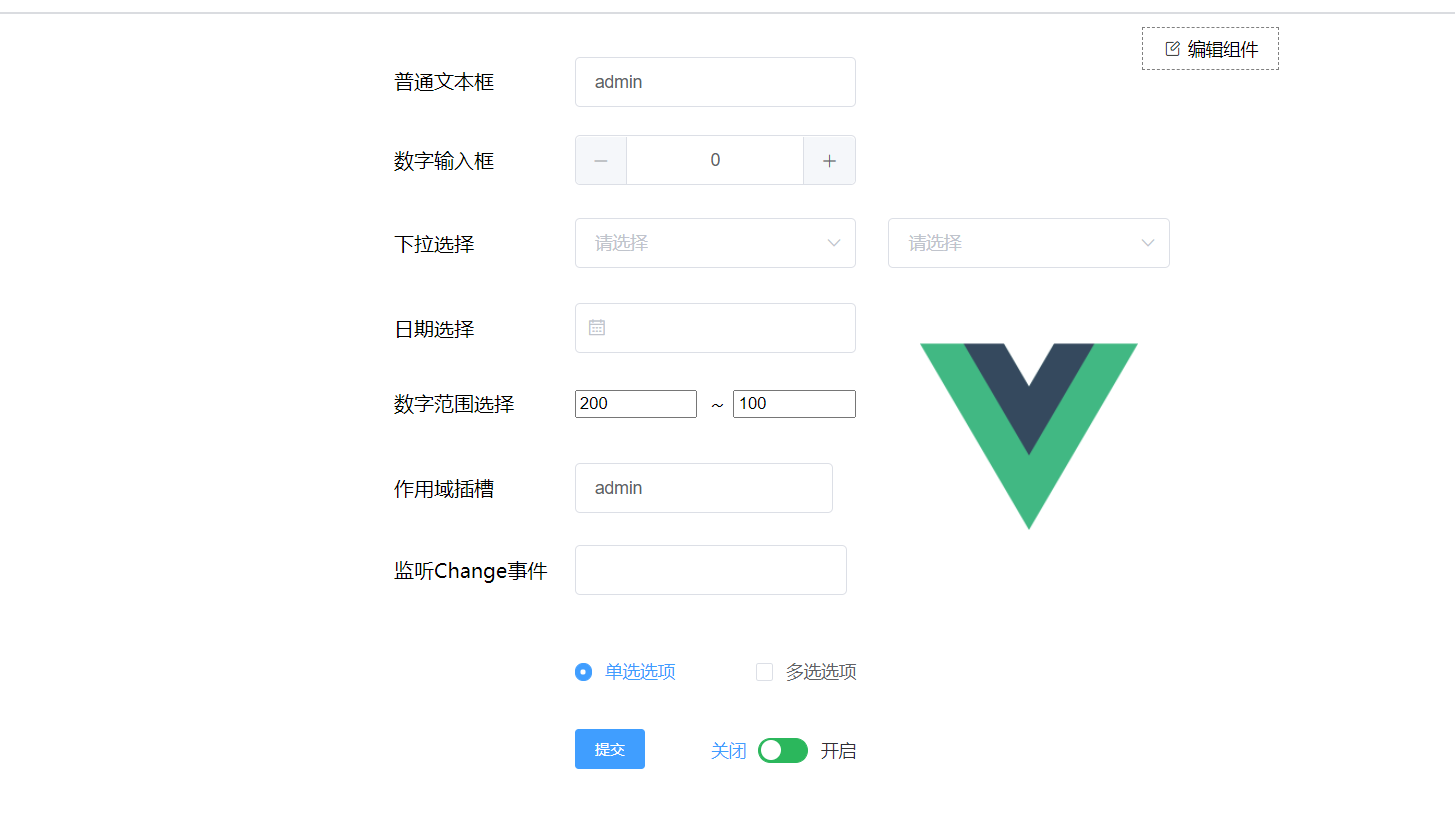 编辑组件
普通文本框 admin
数字输入框 − 0 +
下拉选择 请选择 请选择
日期选择
数字范围选择 200 ~ 100
作用域插槽 admin
监听Change事件
单选选项 多选选项
提交 关闭 开启